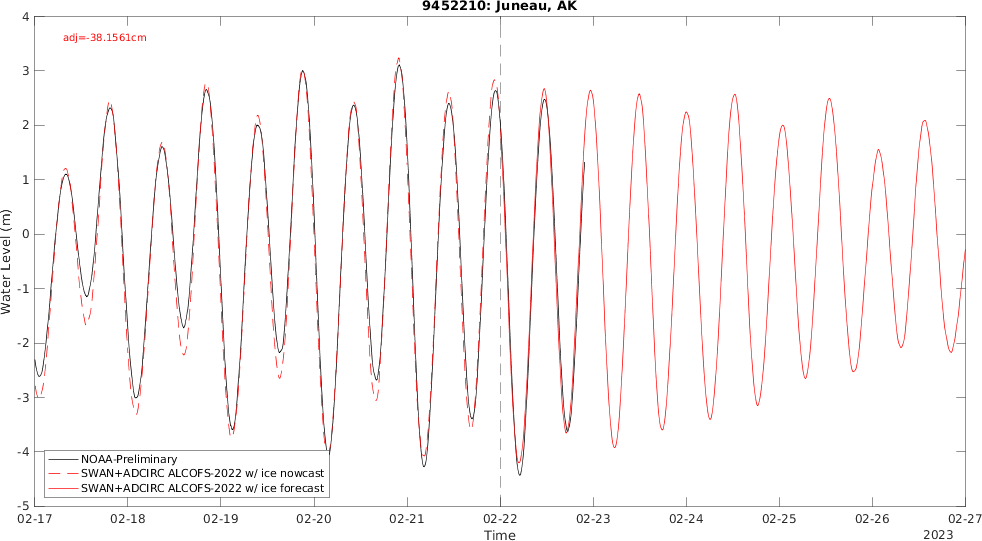 9452210: Juneau, AK
adj=-38.1561cm
4
3
2
1
0
-1
-2
-3
-4
-5
Water Level (m)
NOAA-Preliminary
SWAN+ADCIRC ALCOFS-2022 w/ ice nowcast
SWAN+ADCIRC ALCOFS-2022 w/ ice forecast
02-17 02-18 02-19 02-20 02-21 02-22 02-23 02-24 02-25 02-26 02-27
Time
2023